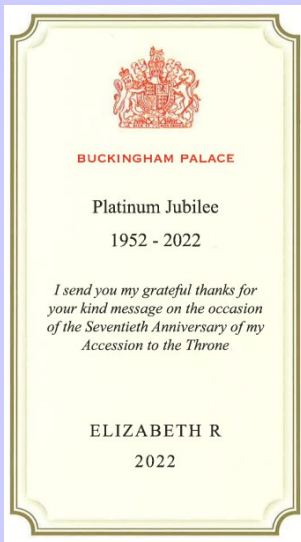 BUCKINGHAM PALACE
Platinum Jubilee
1952 - 2022
I send you my grateful thanks for
your kind message on the occasion
of the Seventieth Anniversary of my
Accession to the Throne
ELIZABETH R
2022